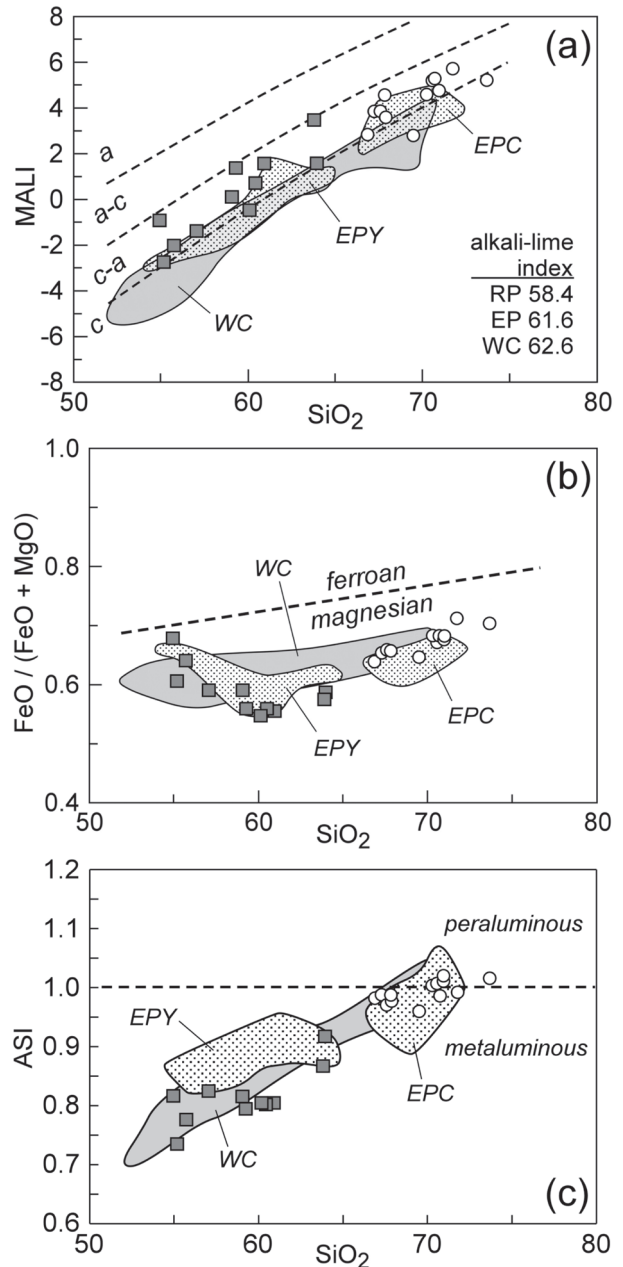 8
6
4
2
0
-2
-4
-6
-8
MALI
(a)
a
a-c
c-a
c
EPC
EPY
WC
alkali-lime
index
RP 58.4
EP 61.6
WC 62.6
50 60 70 80
SiO2
1.0
0.8
0.6
0.4
FeO / (FeO + MgO)
(b)
WC
ferroan
magnesian
EPY
EPC
50 60 70 80
SiO2
1.2
1.1
1.0
0.9
0.8
0.7
0.6
ASI
peraluminous
metaluminous
EPY
EPC
WC
(c)
50 60 70 80
SiO2